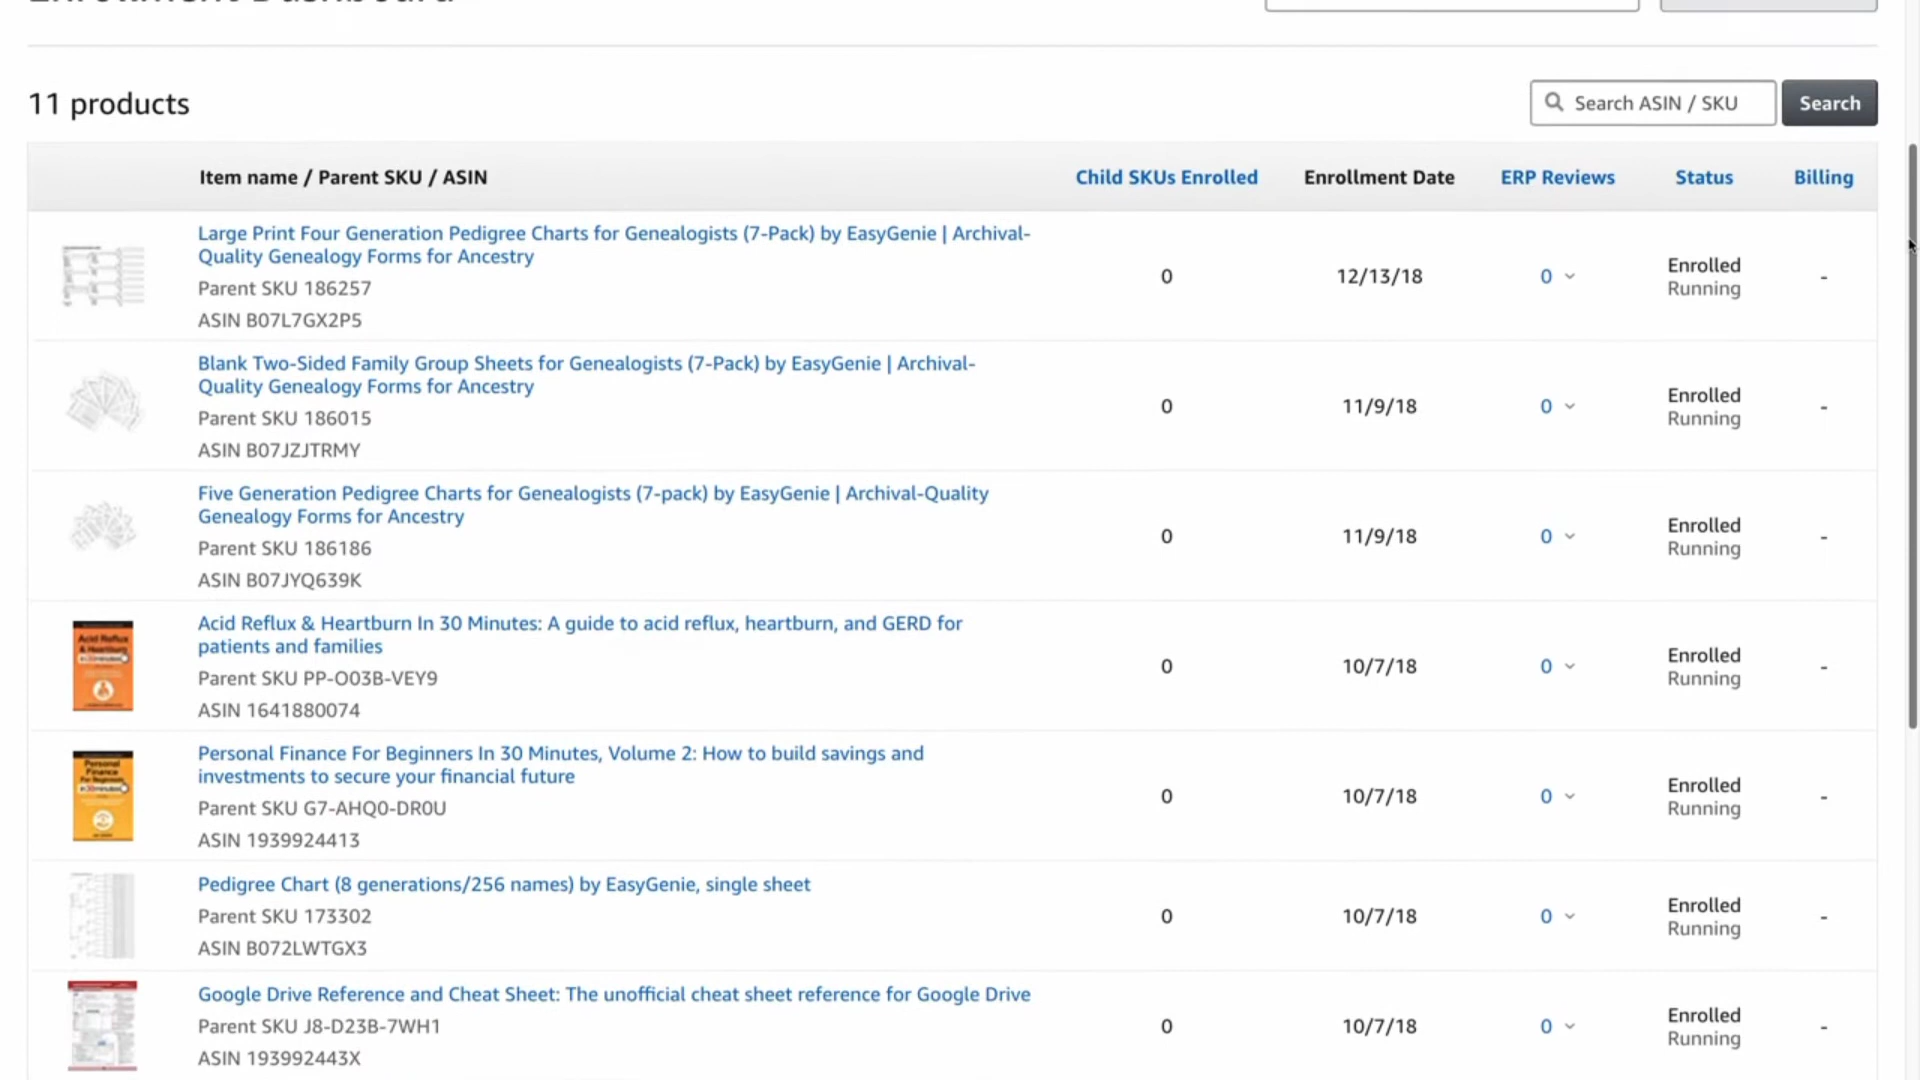 Enrollment Dashboard
11 products
Search ASIN / SKU
Search
Item name / Parent SKU / ASIN
Child SKUs Enrolled
Enrollment Date
ERP Reviews
Status
Billing
Large Print Four Generation Pedigree Charts for Genealogists (7-Pack) by EasyGenie | Archival-
Quality Genealogy Forms for Ancestry
Parent SKU 186257
ASIN B07L7GX2P5
0
12/13/18
0
Enrolled
Running
-
Blank Two-Sided Family Group Sheets for Genealogists (7-Pack) by EasyGenie | Archival-
Quality Genealogy Forms for Ancestry
Parent SKU 186015
ASIN B07JZJTRMY
0
11/9/18
0
Enrolled
Running
-
Five Generation Pedigree Charts for Genealogists (7-pack) by EasyGenie | Archival-Quality
Genealogy Forms for Ancestry
Parent SKU 186186
ASIN B07JYQ639K
0
11/9/18
0
Enrolled
Running
-
Acid Reflux
& Heartburn
Acid Reflux & Heartburn In 30 Minutes: A guide to acid reflux, heartburn, and GERD for
patients and families
Parent SKU PP-O03B-VEY9
ASIN 1641880074
0
10/7/18
0
Enrolled
Running
-
Personal
Finance
For Beginners
Personal Finance For Beginners In 30 Minutes, Volume 2: How to build savings and
investments to secure your financial future
Parent SKU G7-AHQ0-DR0U
ASIN 1939924413
0
10/7/18
0
Enrolled
Running
-
Pedigree Chart (8 generations/256 names) by EasyGenie, single sheet
Parent SKU 173302
ASIN B072LWTGX3
0
10/7/18
0
Enrolled
Running
-
Google Drive Reference and Cheat Sheet: The unofficial cheat sheet reference for Google Drive
Parent SKU J8-D23B-7WH1
ASIN 193992443X
0
10/7/18
0
Enrolled
Running
-